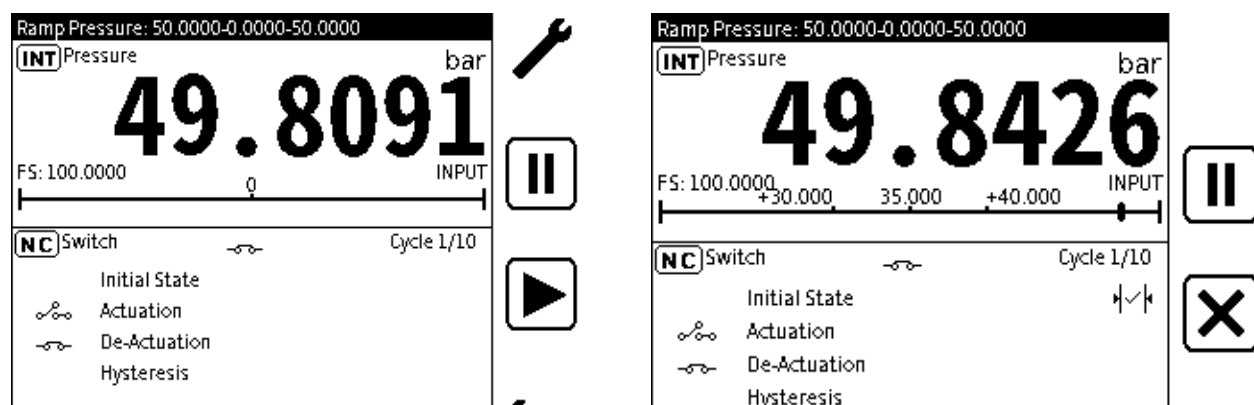 Ramp Pressure: 50.0000-0.0000-50.0000
INT Pressure
bar
49.8091
FS: 100.0000
0
INPUT
NC Switch
Cycle 1/10
Initial State
Actuation
De-Actuation
Hysteresis
Ramp Pressure: 50.0000-0.0000-50.0000
INT Pressure
bar
49.8426
FS: 100.0000
+30.000 35.000 +40.000
INPUT
NC Switch
Cycle 1/10
Initial State
Actuation
De-Actuation
Hysteresis